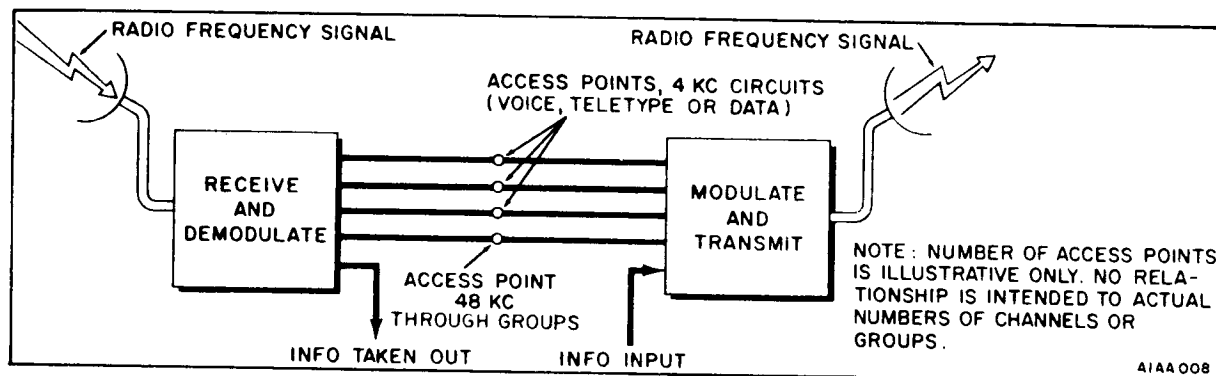 RADIO FREQUENCY SIGNAL
RADIO FREQUENCY SIGNAL
ACCESS POINTS, 4 KC CIRCUITS
(VOICE, TELETYPE OR DATA)
RECEIVE
AND
DEMODULATE
MODULATE
AND
TRANSMIT
ACCESS POINT
48 KC
THROUGH GROUPS
INFO TAKEN OUT
INFO INPUT
NOTE: NUMBER OF ACCESS POINTS
IS ILLUSTRATIVE ONLY. NO RELA-
TIONSHIP IS INTENDED TO ACTUAL
NUMBERS OF CHANNELS OR
GROUPS.
A1AA008